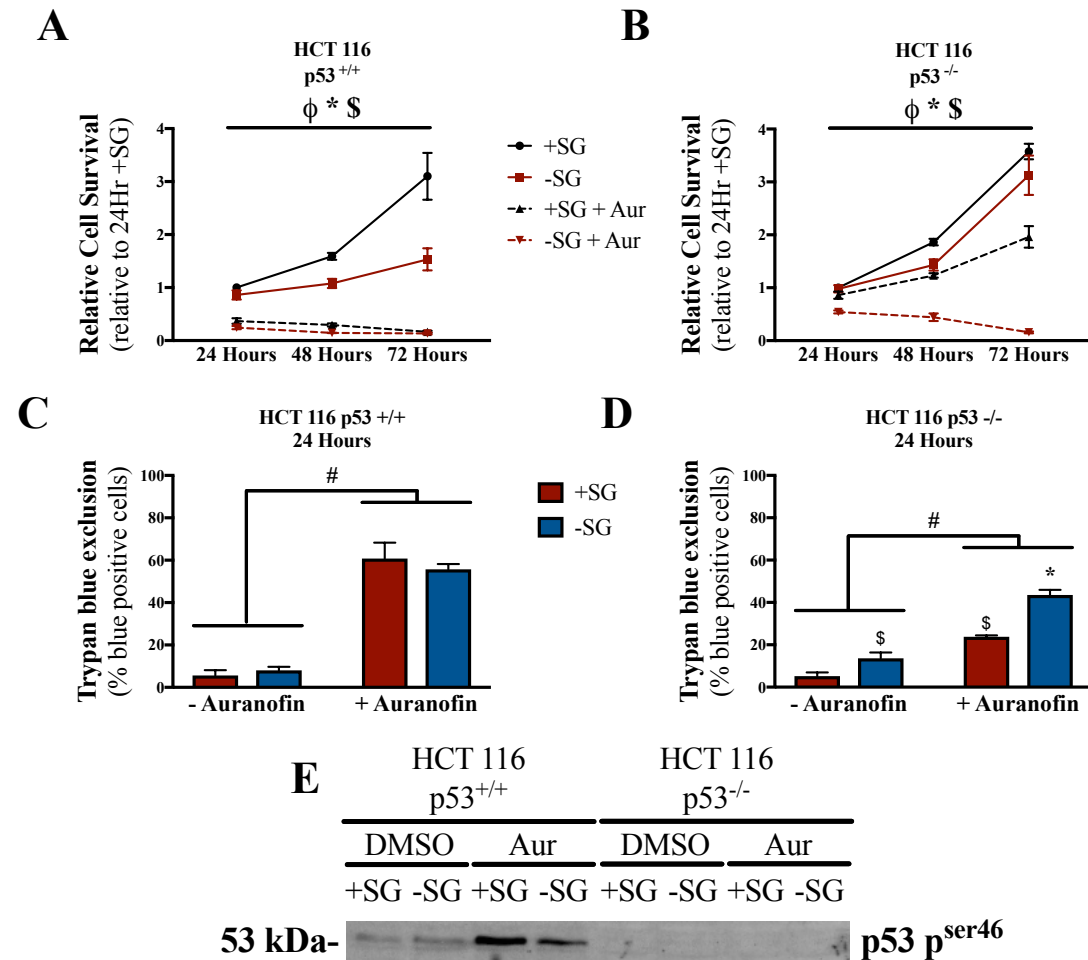 A
HCT 116
p53 +/+
ϕ * $
Relative Cell Survival
(relative to 24Hr +SG)
4
3
2
1
0
24 Hours 48 Hours 72 Hours
+SG
-SG
+SG + Aur
-SG + Aur
B
HCT 116
p53 -/-
ϕ * $
Relative Cell Survival
(relative to 24Hr +SG)
4
3
2
1
0
24 Hours 48 Hours 72 Hours
C
HCT 116 p53 +/+
24 Hours
#
Trypan blue exclusion
(% blue positive cells)
100
80
60
40
20
0
- Auranofin + Auranofin
+SG
-SG
D
HCT 116 p53 -/-
24 Hours
#
$
$
*
Trypan blue exclusion
(% blue positive cells)
100
80
60
40
20
0
- Auranofin + Auranofin
E
HCT 116 HCT 116
p53+/+ p53-/-
DMSO Aur DMSO Aur
+SG -SG +SG -SG +SG -SG +SG -SG
53 kDa- p53 pser46